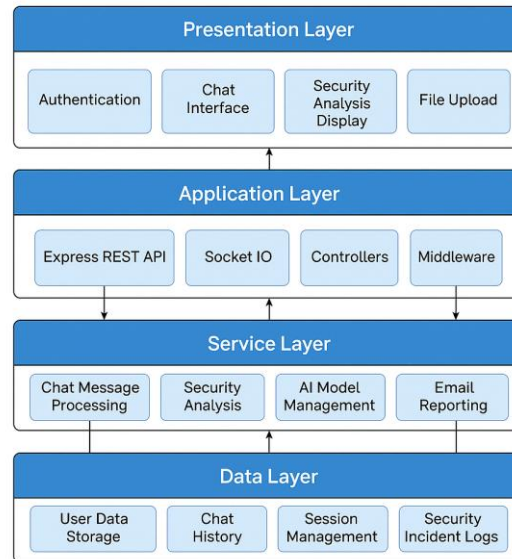 Presentation Layer
Authentication
Chat
Interface
Security
Analysis
Display
File Upload
Application Layer
Express REST API
Socket IO
Controllers
Middleware
Service Layer
Chat Message
Processing
Security
Analysis
AI Model
Management
Email
Reporting
Data Layer
User Data
Storage
Chat
History
Session
Management
Security
Incident Logs